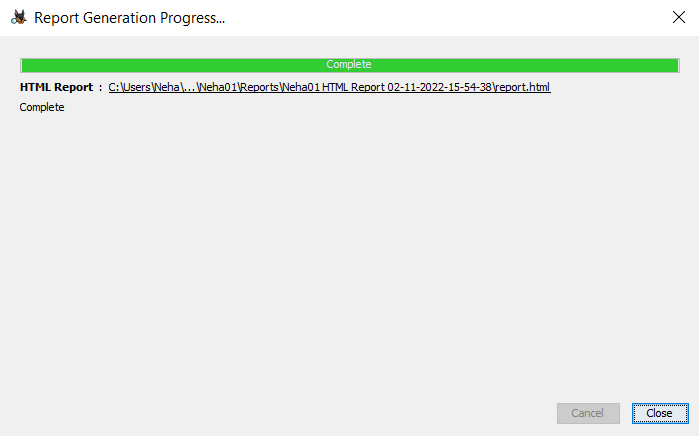 Report Generation Progress...
Complete
HTML Report : C:\Users\Neha\...\Neha01\Reports\Neha01 HTML Report 02-11-2022-15-54-38\report.html
Complete
Cancel Close